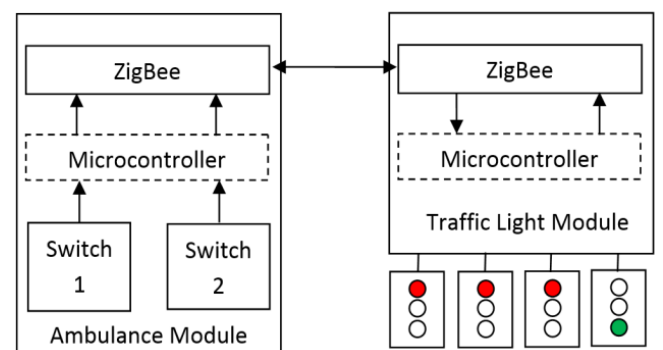 ZigBee
Microcontroller
Switch
1
Switch
2
Ambulance Module
ZigBee
Microcontroller
Traffic Light Module